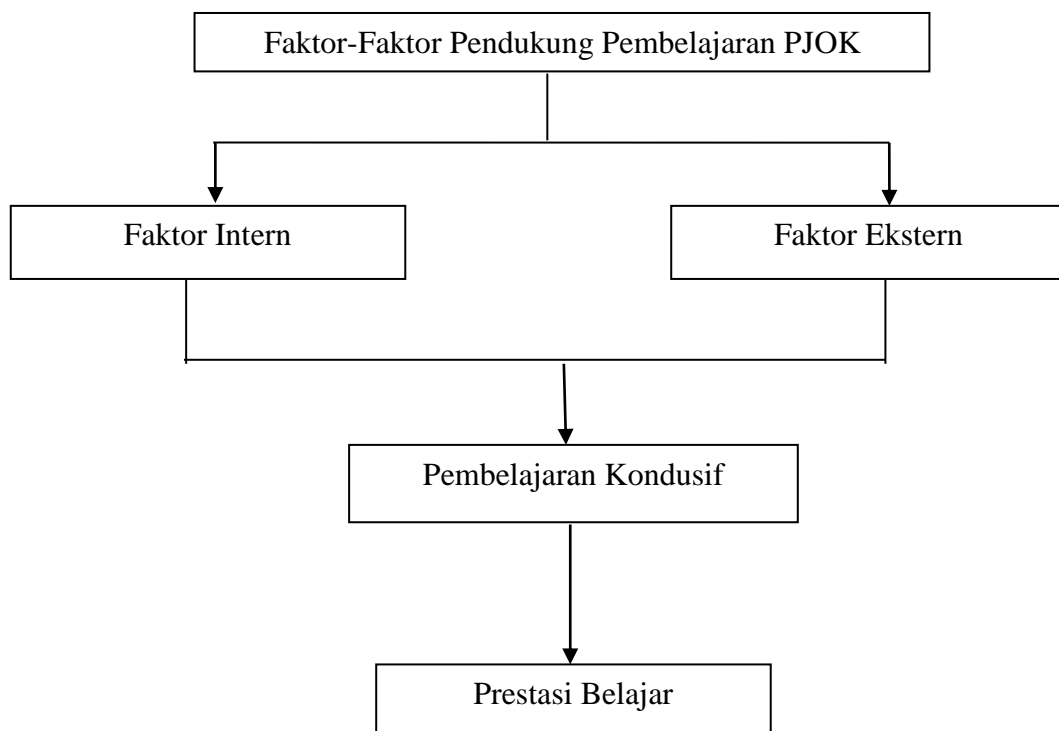 Faktor-Faktor Pendukung Pembelajaran PJOK
Faktor Intern
Faktor Ekstern
Pembelajaran Kondusif
Prestasi Belajar